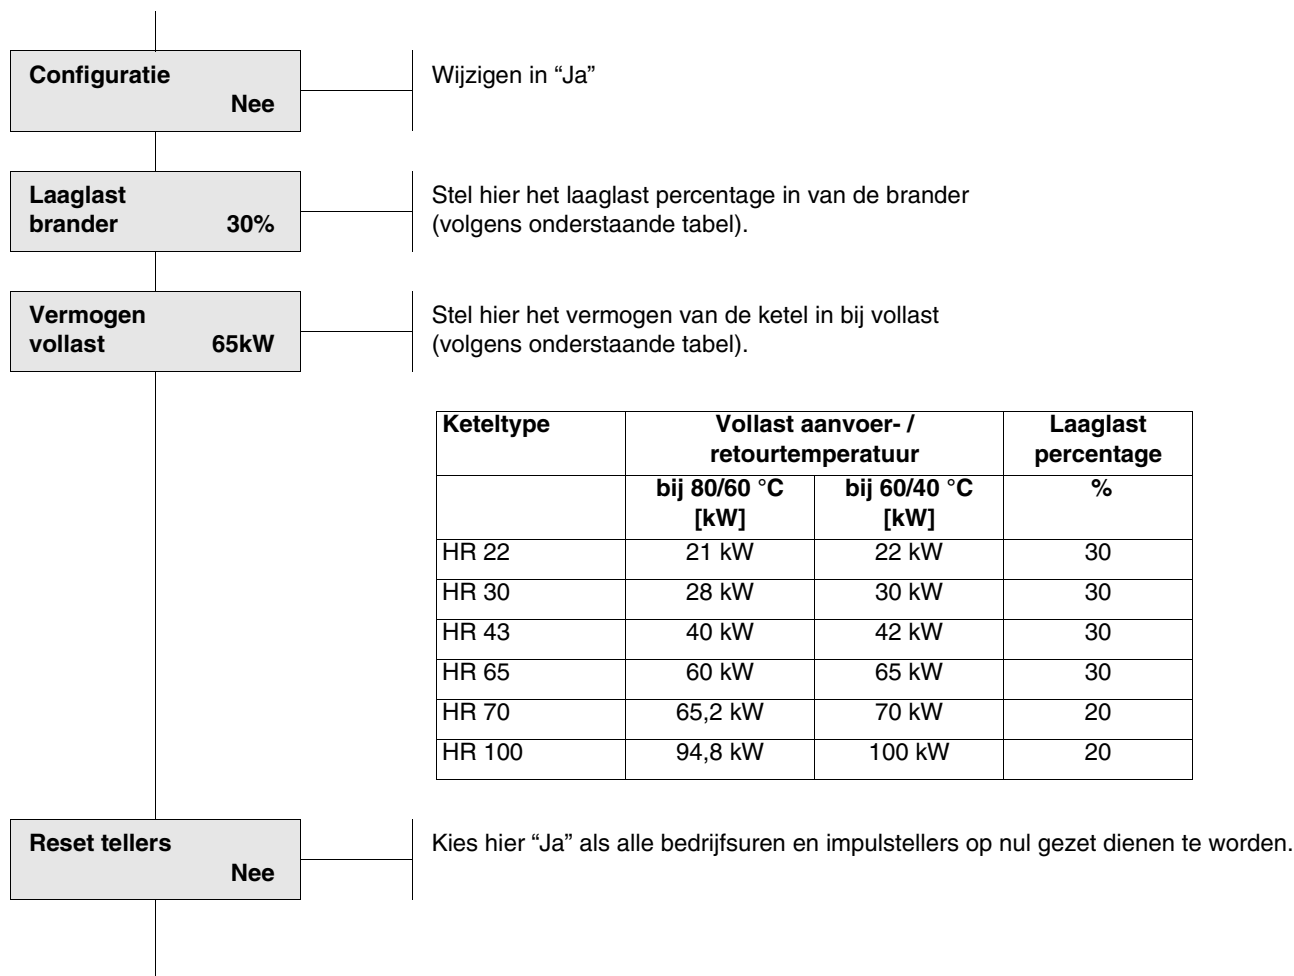 Configuratie
Nee
Wijzigen in “Ja”
Laaglast
brander 30%
Stel hier het laaglast percentage in van de brander
(volgens onderstaande tabel).
Vermogen
vollast 65kW
Stel hier het vermogen van de ketel in bij vollast
(volgens onderstaande tabel).
Keteltype Vollast aanvoer- / Laaglast
retourtemperatuur percentage
bij 80/60 °C bij 60/40 °C %
[kW] [kW]
HR 22 21 kW 22 kW 30
HR 30 28 kW 30 kW 30
HR 43 40 kW 42 kW 30
HR 65 60 kW 65 kW 30
HR 70 65,2 kW 70 kW 20
HR 100 94,8 kW 100 kW 20
Reset tellers
Nee
Kies hier “Ja” als alle bedrijfsuren en impulstellers op nul gezet dienen te worden.